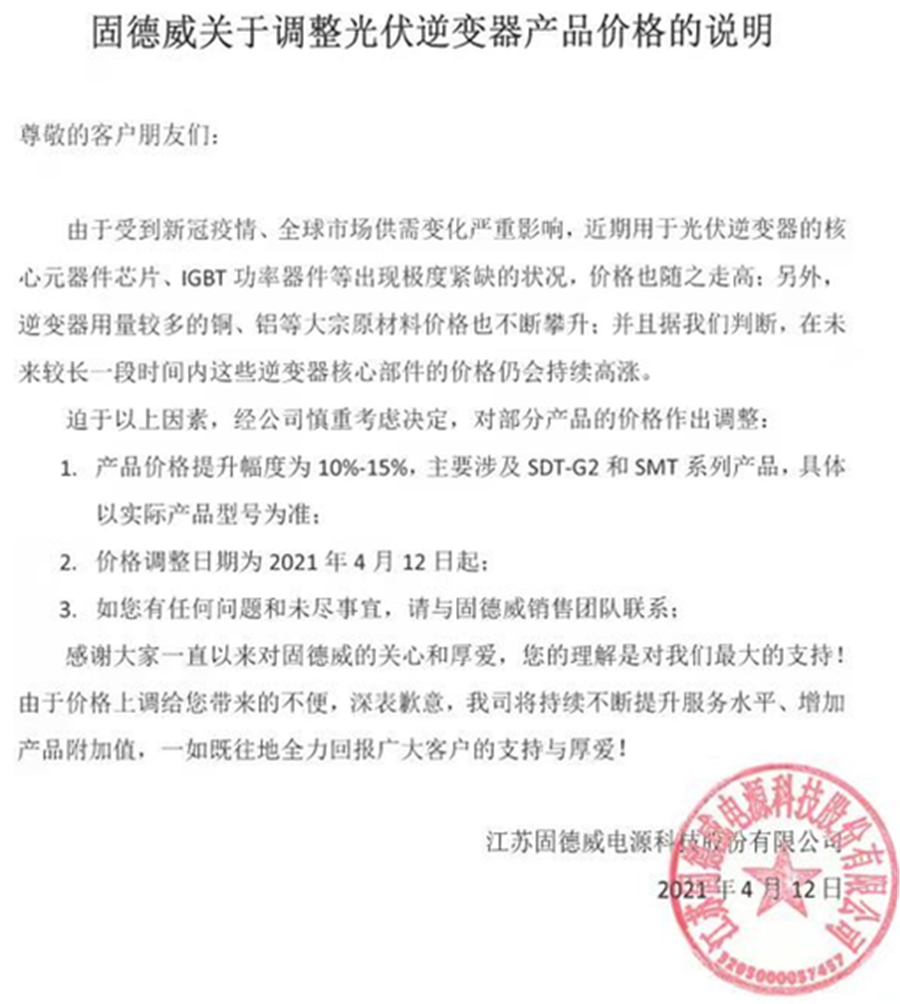 固德威关于调整光伏逆变器产品价格的说明
尊敬的客户朋友们：
由于受到新冠疫情、全球市场供需变化严重影响，近期用于光伏逆变器的核
心元器件芯片、IGBT 功率器件等出现极度紧缺的状况，价格也随之走高；另外，
逆变器用量较多的铜、铝等大宗原材料价格也不断攀升；并且据我们判断，在未
来较长一段时间内这些逆变器核心部件的价格仍会持续高涨。
迫于以上因素，经公司慎重考虑决定，对部分产品的价格作出调整：
1. 产品价格提升幅度为 10%-15%，主要涉及 SDT-G2 和 SMT 系列产品，具体
以实际产品型号为准；
2. 价格调整日期为 2021 年 4 月 12 日起；
3. 如您有任何问题和未尽事宜，请与固德威销售团队联系；
感谢大家一直以来对固德威的关心和厚爱，您的理解是对我们最大的支持！
由于价格上调给您带来的不便，深表歉意，我司将持续不断提升服务水平、增加
产品附加值，一如既往地全力回报广大客户的支持与厚爱！
江苏固德威电源科技股份有限公司
2021 年 4 月 12 日
江苏固德威电源科技股份有限公司
3205000057457